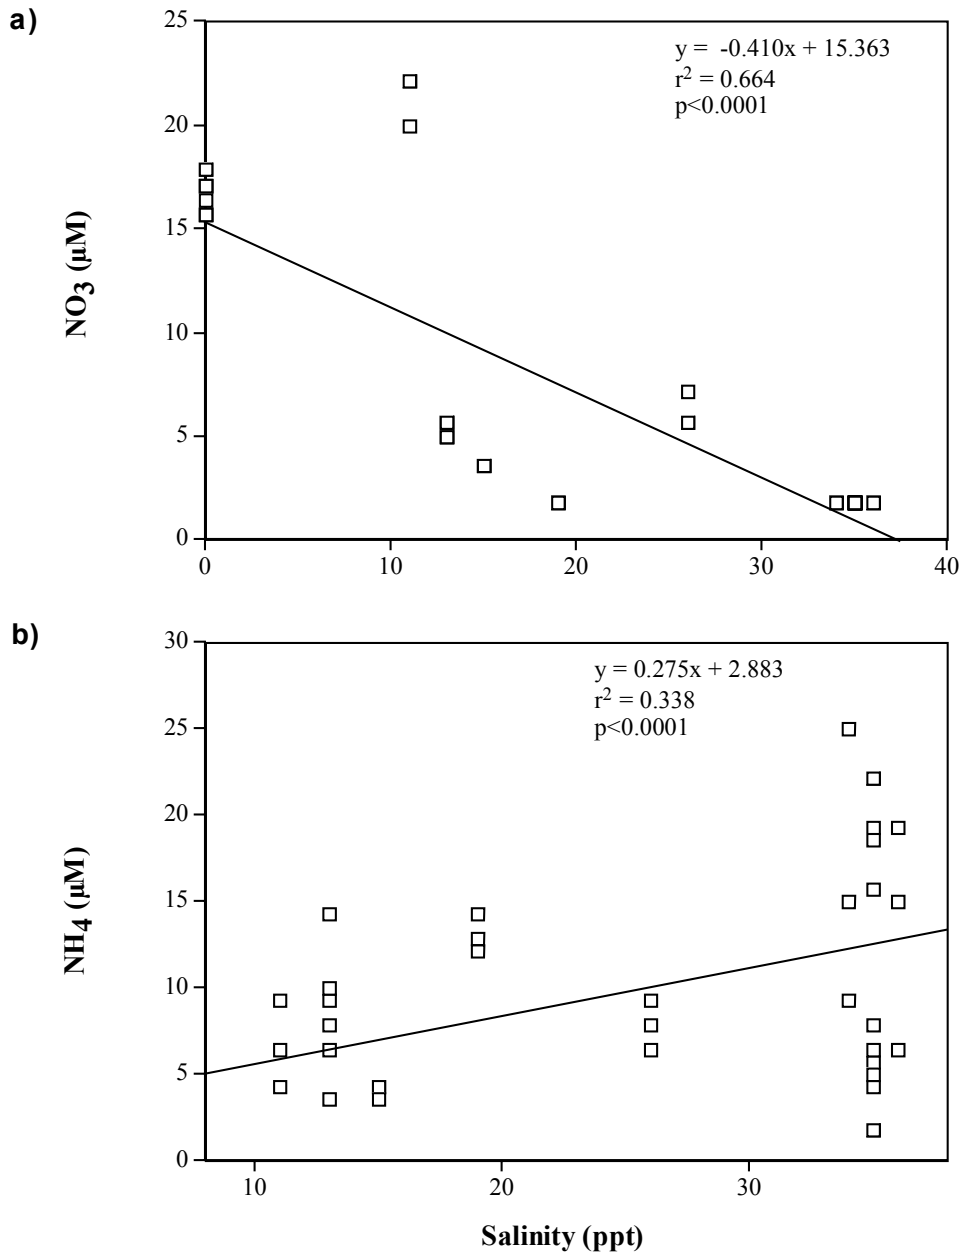 a)
25
20
15
10
5
0
NO3 (µM)
y = -0.410x + 15.363
r2 = 0.664
p<0.0001
0 10 20 30 40
b)
30
25
20
15
10
5
0
NH4 (µM)
y = 0.275x + 2.883
r2 = 0.338
p<0.0001
10 20 30
Salinity (ppt)